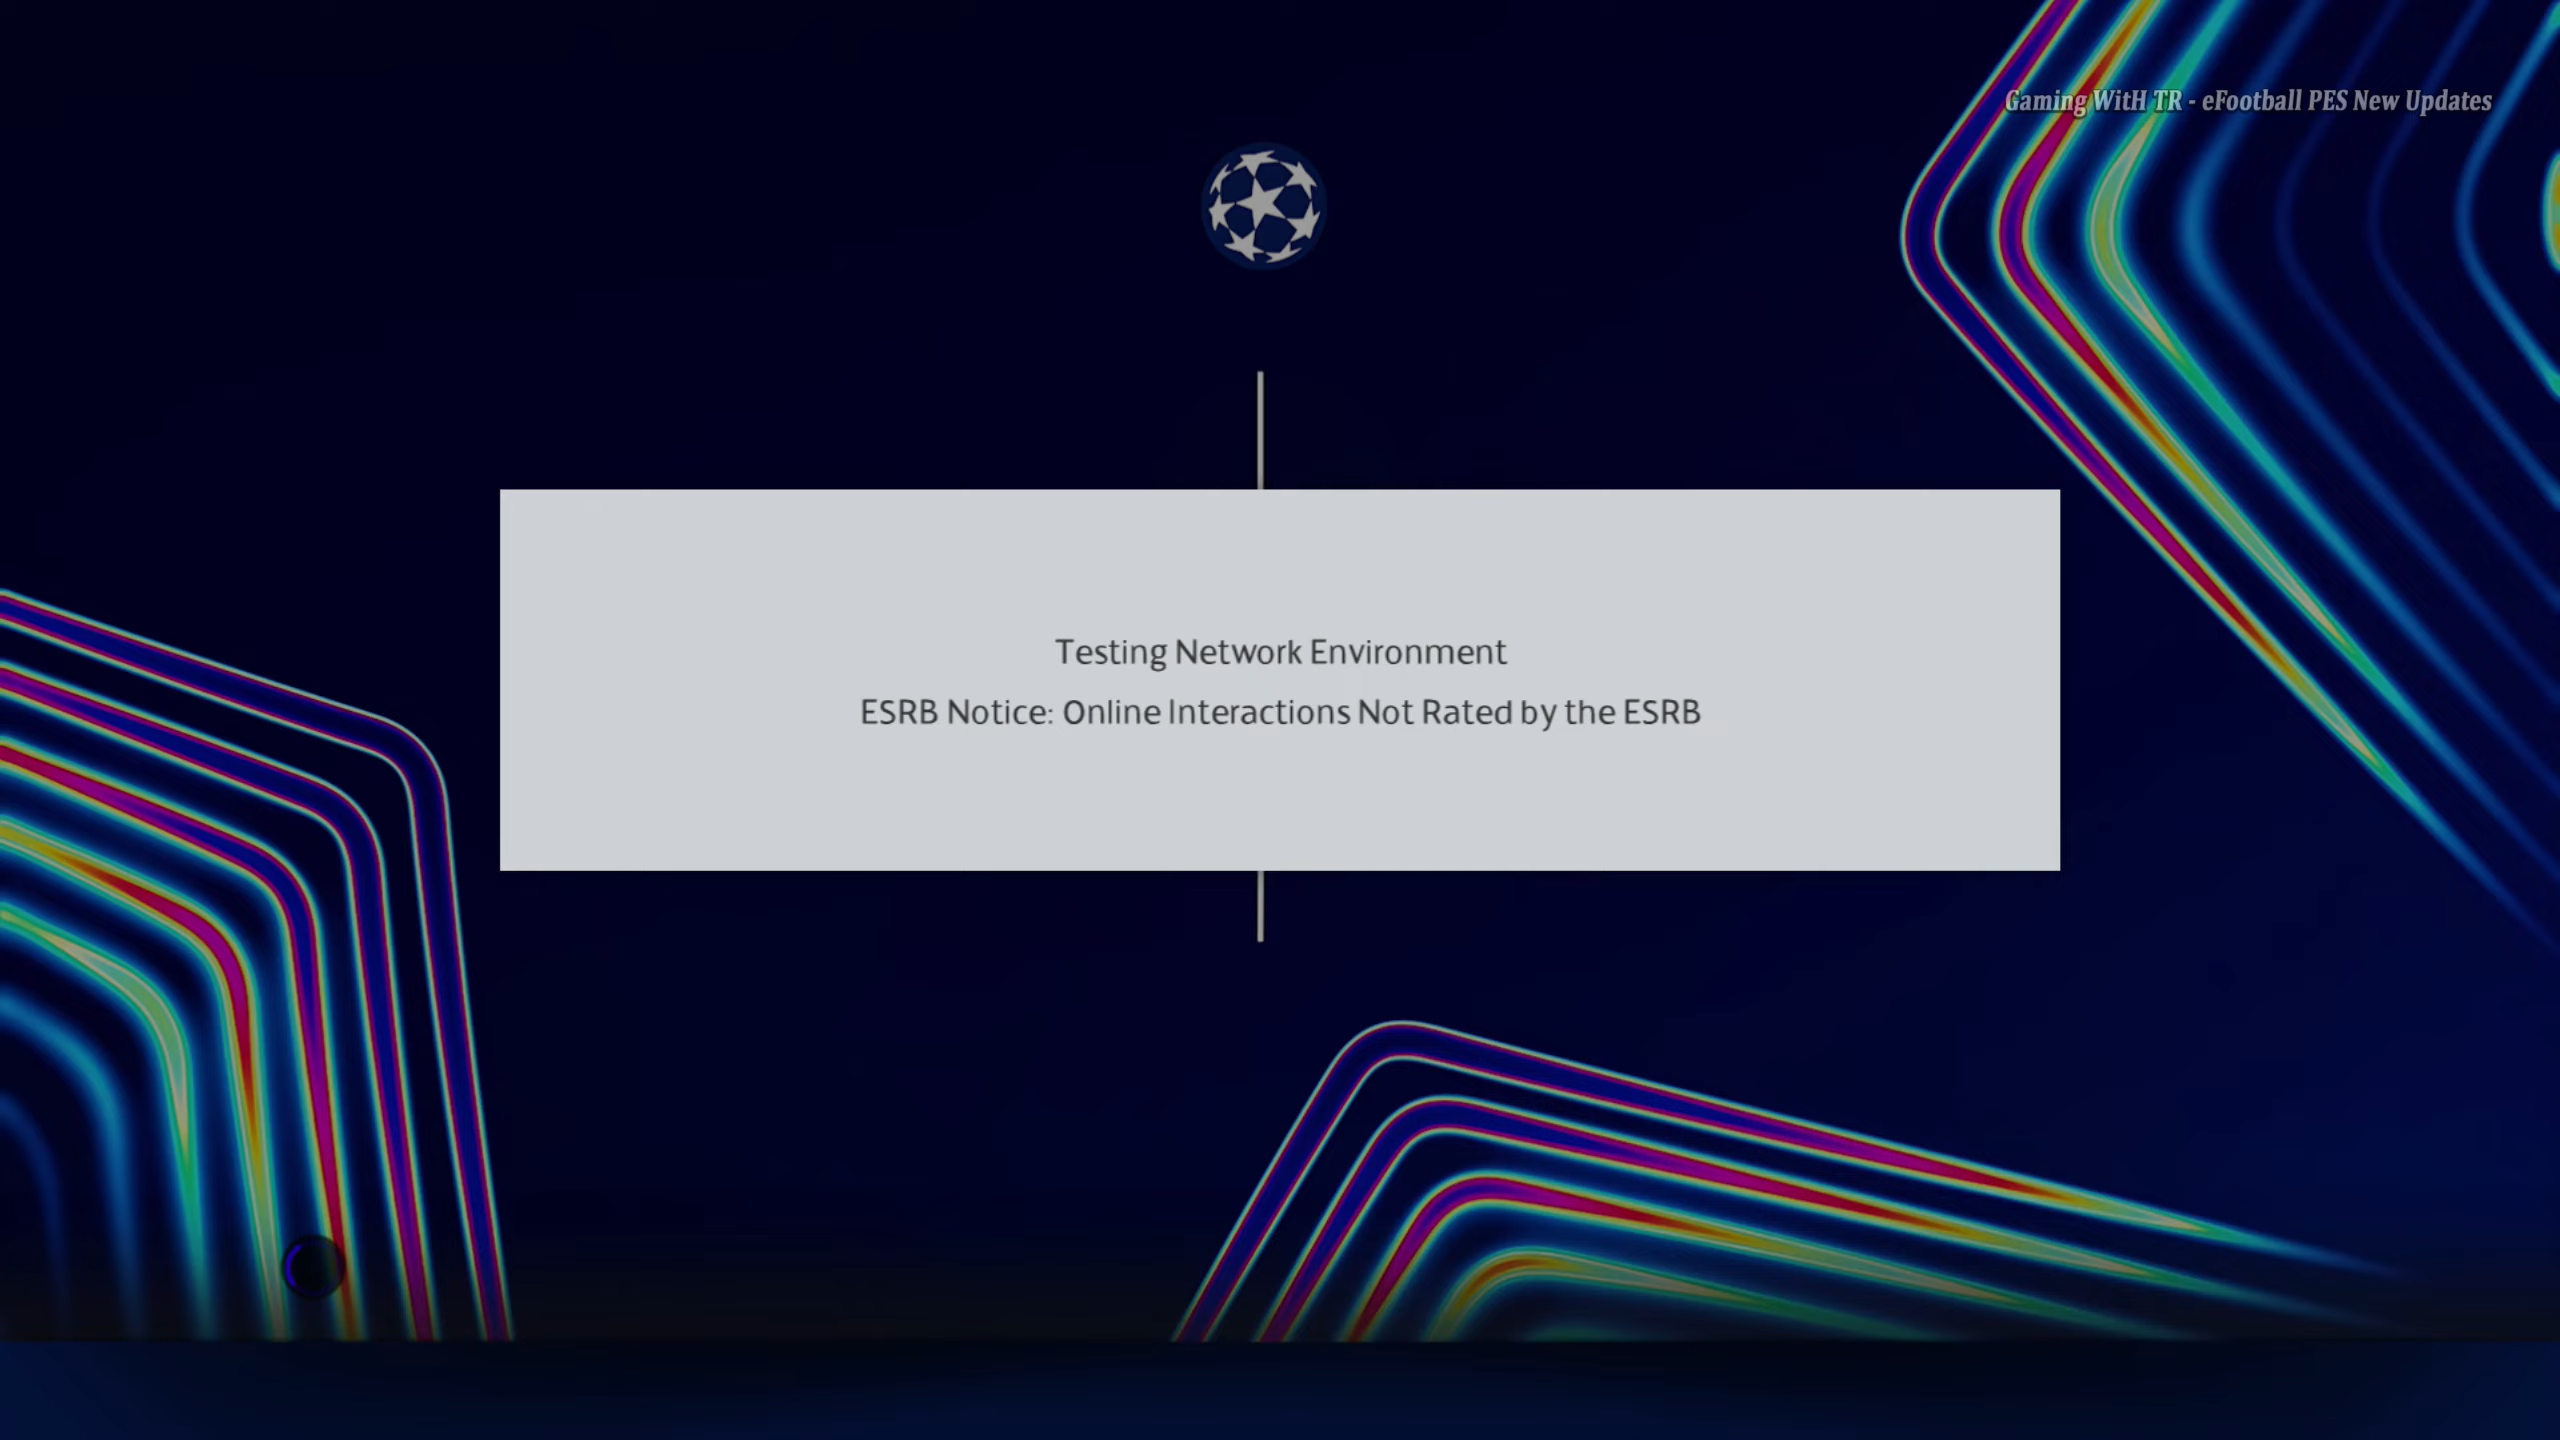 Gaming WitH TR - eFootball PES New Updates
Testing Network Environment
ESRB Notice: Online Interactions Not Rated by the ESRB